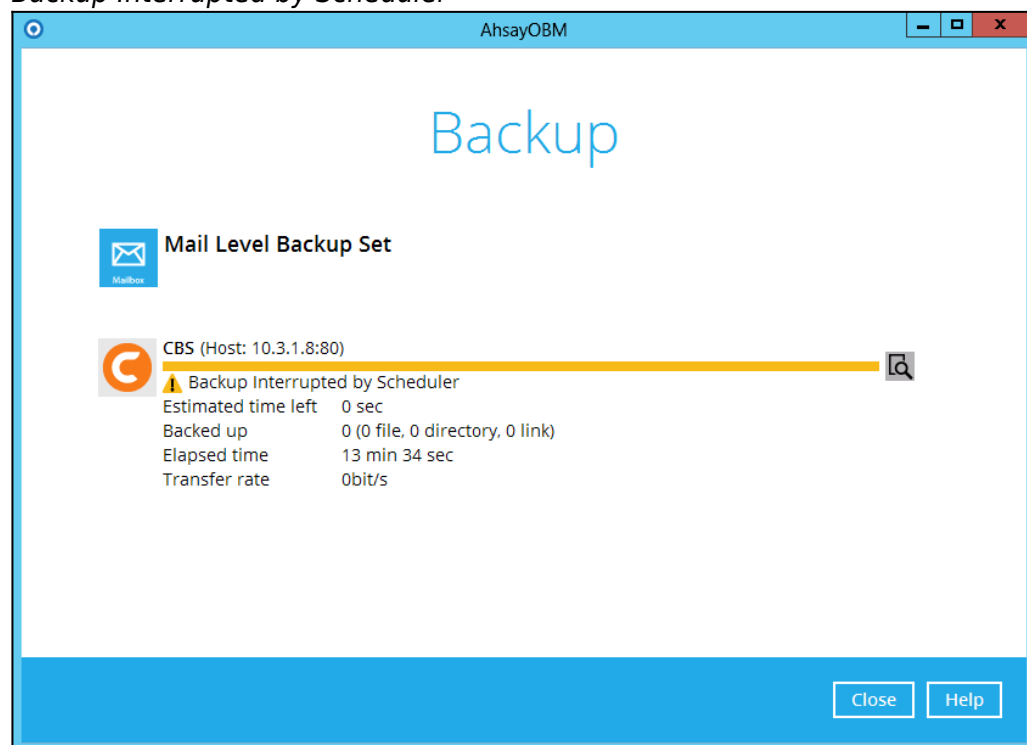 Backup Interrupted by Scheduler
AhsayOBM
Backup
Mail Level Backup Set
Mailbox
CBS (Host: 10.3.1.8:80)
Backup Interrupted by Scheduler
Estimated time left 0 sec
Backed up 0 (0 file, 0 directory, 0 link)
Elapsed time 13 min 34 sec
Transfer rate 0bit/s
Close Help